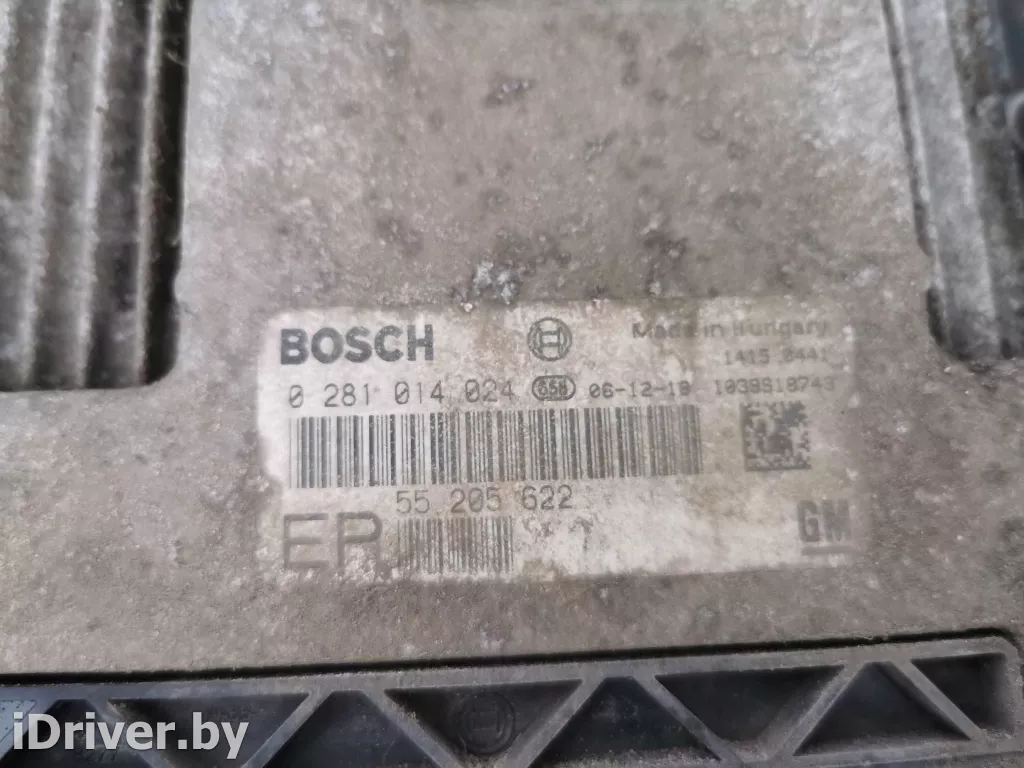 BOSCH
Made in Hungary
1415 0441
0 281 014 024 GSH 06-12-18 1039S18743
55 205 622
EP
GM
iDriver.by